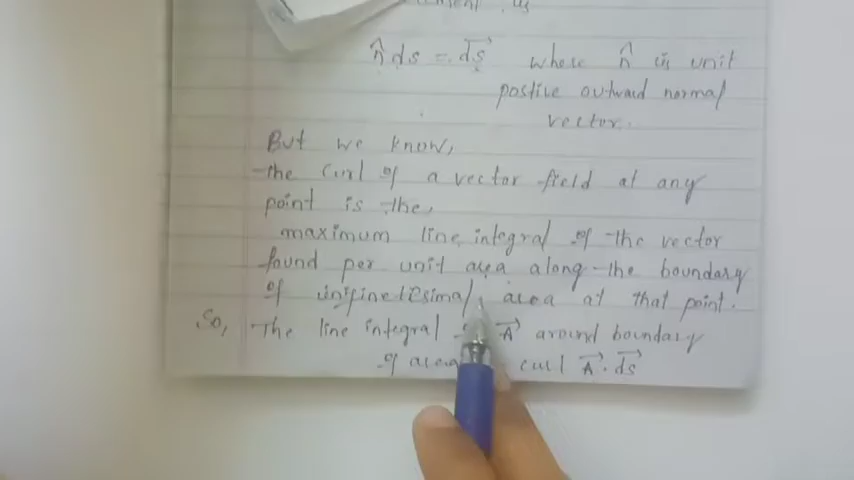 n̂ ds = d⃗s where n̂ is unit
postive outward normal
vector.
But we know,
the curl of a vector field at any
point is the,
maximum line integral of the vector
found per unit area along the boundary
of inifinetesimal area at that point.
So, The line integral A⃗ around boundary
of area curl A⃗ . d⃗s